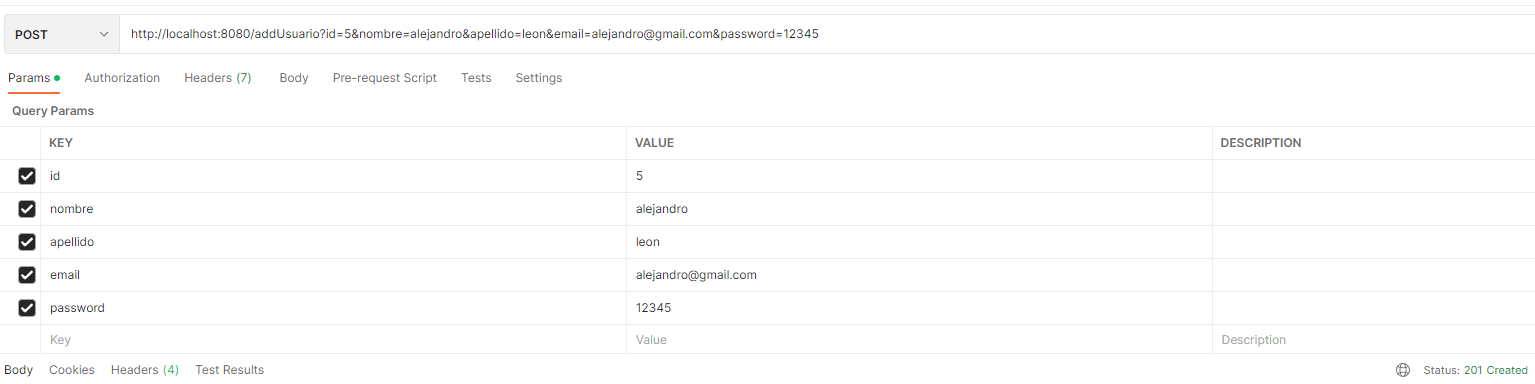 POST http://localhost:8080/addUsuario?id=5&nombre=alejandro&apellido=leon&email=alejandro@gmail.com&password=12345
Params Authorization Headers (7) Body Pre-request Script Tests Settings
Query Params
KEY VALUE DESCRIPTION
id 5
nombre alejandro
apellido leon
email alejandro@gmail.com
password 12345
Key Value Description
Body Cookies Headers (4) Test Results Status: 201 Created